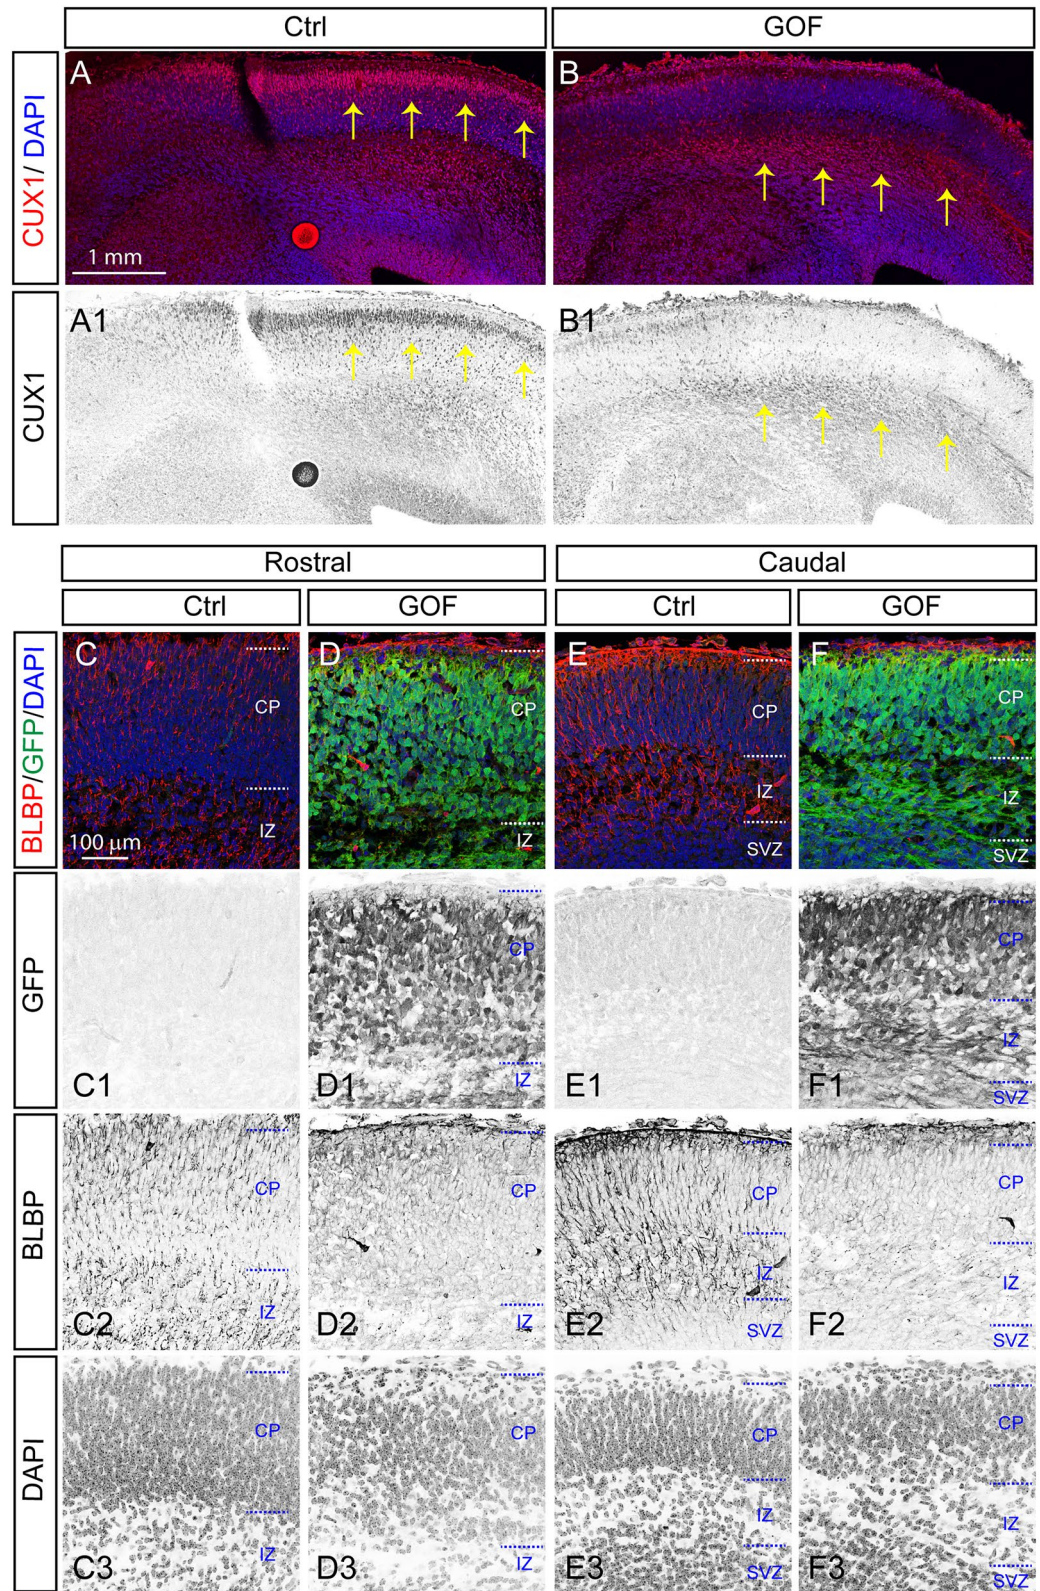 Ctrl GOF
CUX1/ DAPI
A B
1 mm
CUX1
A1 B1
Rostral Caudal
Ctrl GOF Ctrl GOF
BLBP/GFP/DAPI
C D E F
CP CP CP CP
IZ IZ IZ IZ
SVZ SVZ
100 µm
GFP
CP CP
IZ IZ
SVZ
C1 D1 E1 F1
BLBP
CP CP CP CP
IZ IZ IZ IZ
SVZ SVZ
C2 D2 E2 F2
DAPI
CP CP CP CP
IZ IZ IZ IZ
SVZ SVZ
C3 D3 E3 F3